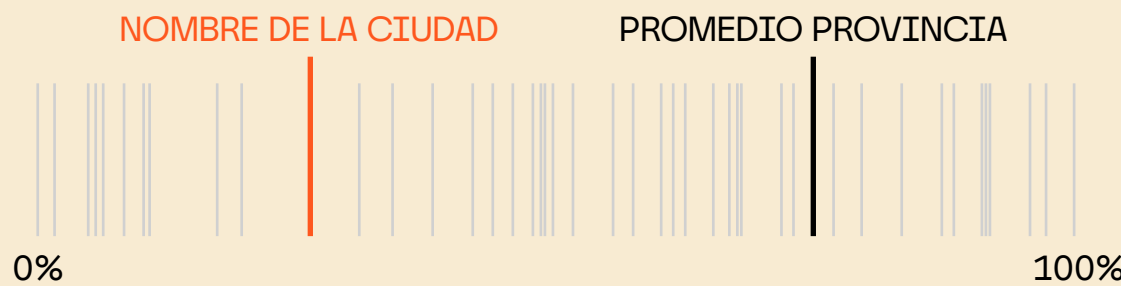 NOMBRE DE LA CIUDAD
PROMEDIO PROVINCIA
0%
100%